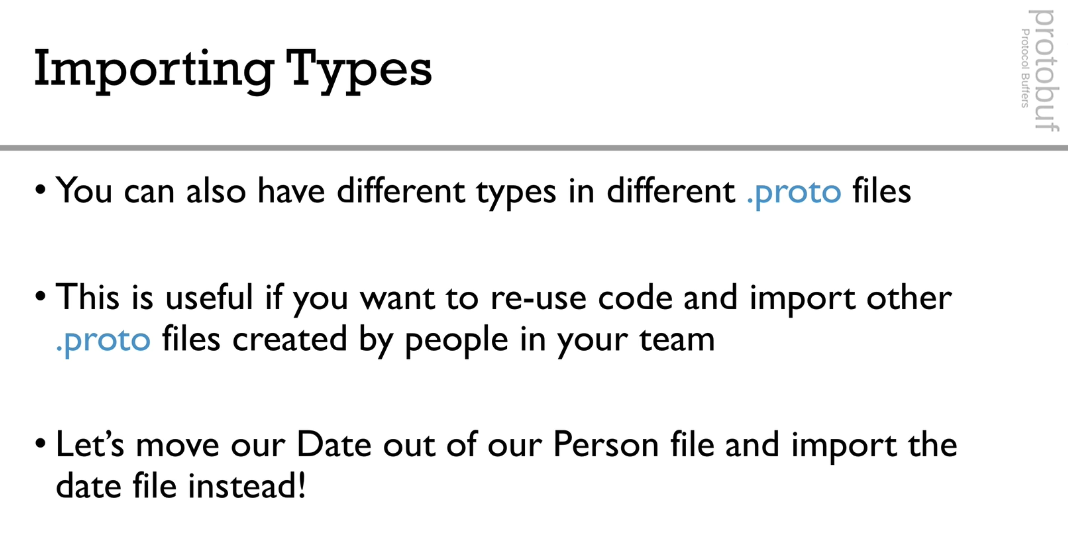 Importing Types
protobuf
Protocol Buffers
• You can also have different types in different .proto files
• This is useful if you want to re-use code and import other
.proto files created by people in your team
• Let’s move our Date out of our Person file and import the
date file instead!